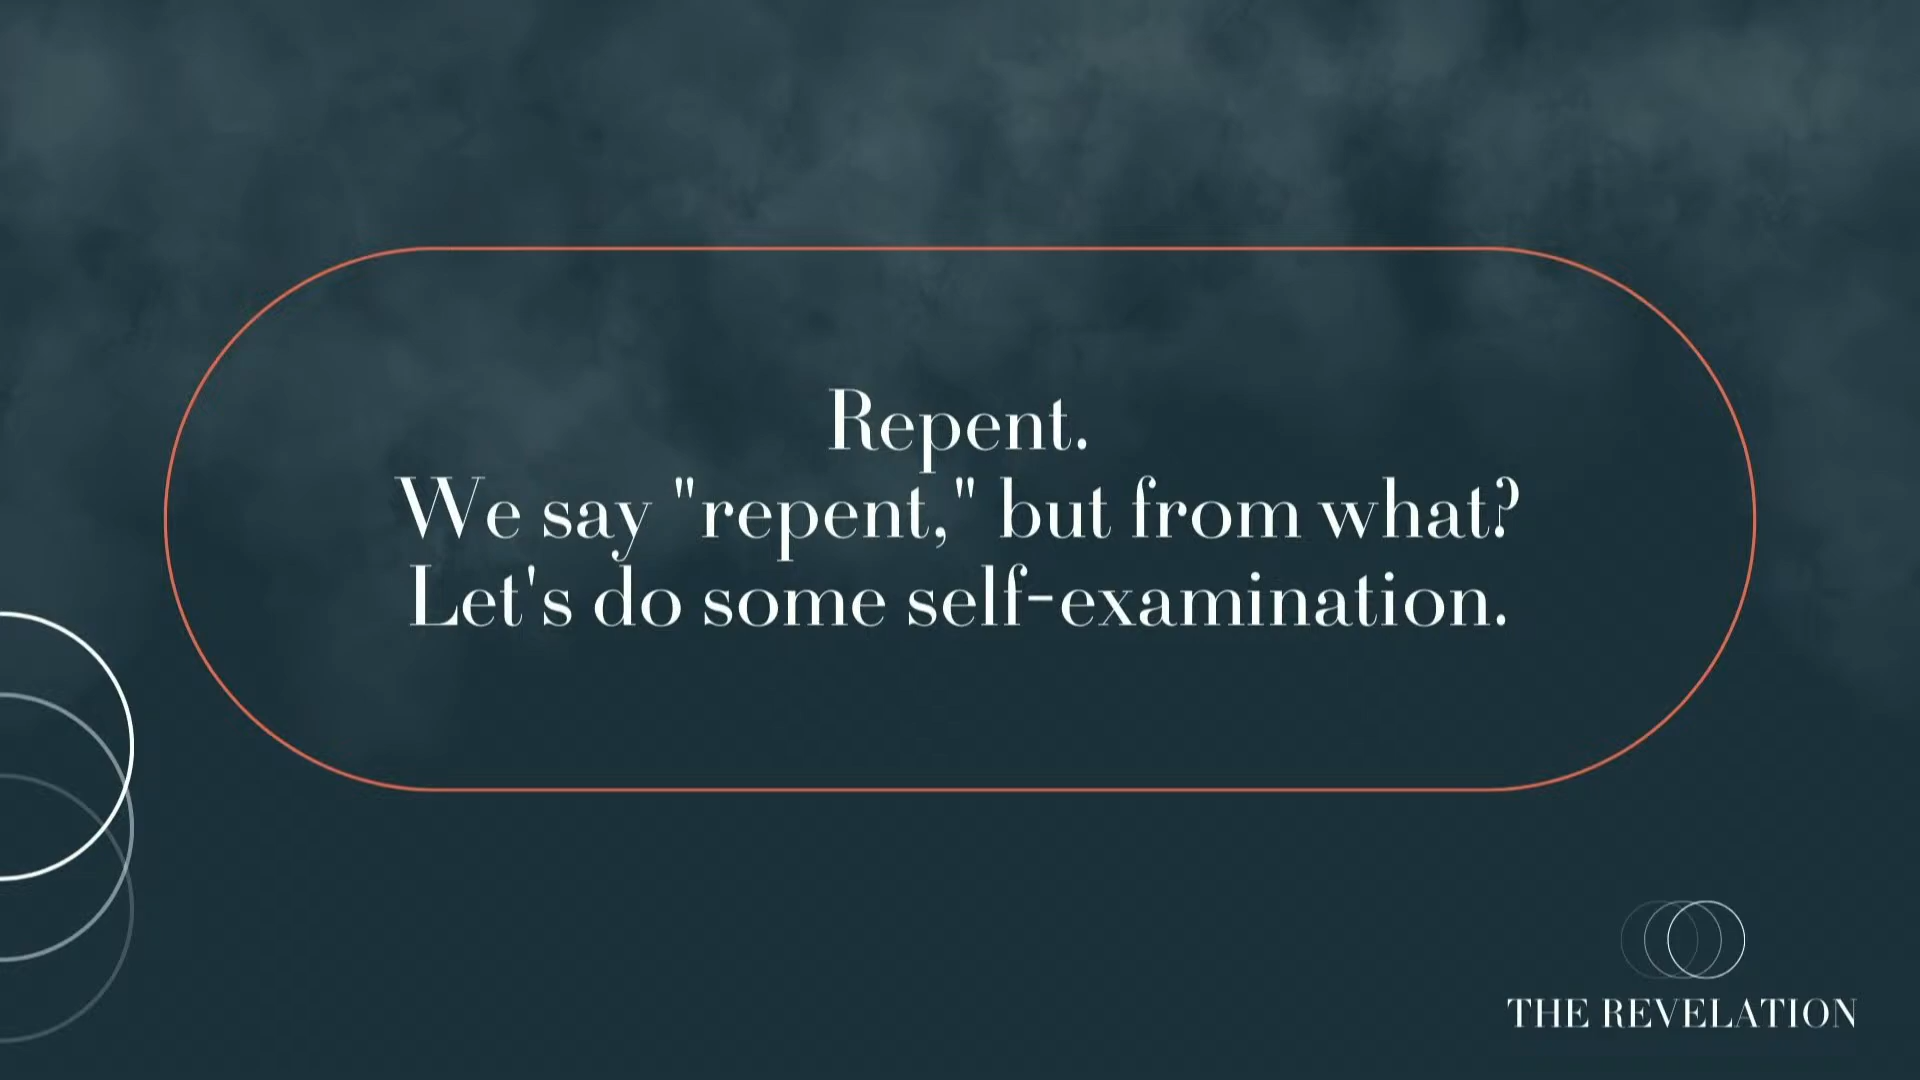 Repent.
We say "repent," but from what?
Let's do some self-examination.
THE REVELATION